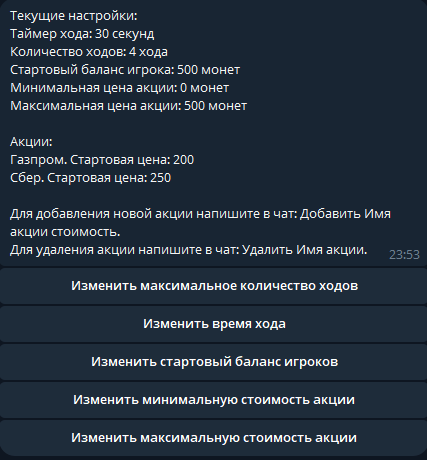 Текущие настройки:
Таймер хода: 30 секунд
Количество ходов: 4 хода
Стартовый баланс игрока: 500 монет
Минимальная цена акции: 0 монет
Максимальная цена акции: 500 монет
Акции:
Газпром. Стартовая цена: 200
Сбер. Стартовая цена: 250
Для добавления новой акции напишите в чат: Добавить Имя
акции стоимость.
Для удаления акции напишите в чат: Удалить Имя акции.
23:53
Изменить максимальное количество ходов
Изменить время хода
Изменить стартовый баланс игроков
Изменить минимальную стоимость акции
Изменить максимальную стоимость акции